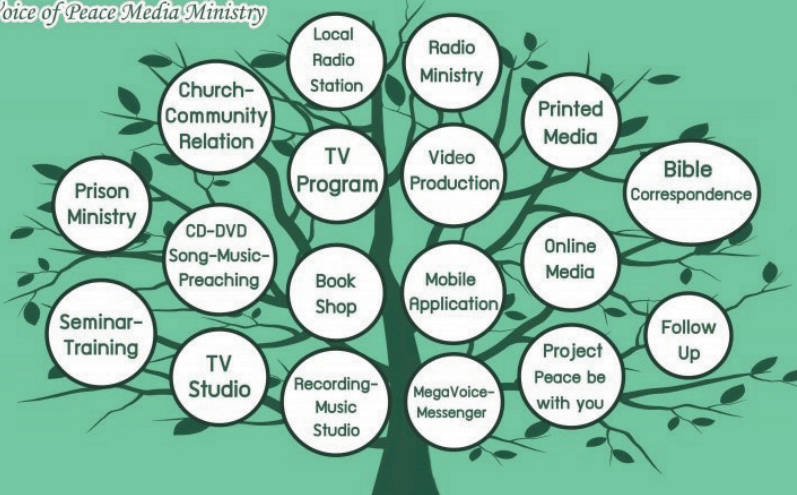 Voice of Peace Media Ministry
Local
Radio
Station
Radio
Ministry
Church-
Community
Relation
Printed
Media
TV
Program
Video
Production
Bible
Correspondence
Prison
Ministry
CD-DVD
Song-Music-
Preaching
Online
Media
Book
Shop
Mobile
Application
Seminar-
Training
Follow
Up
TV
Studio
Project
Peace be
with you
Recording-
Music
Studio
MegaVoice-
Messenger